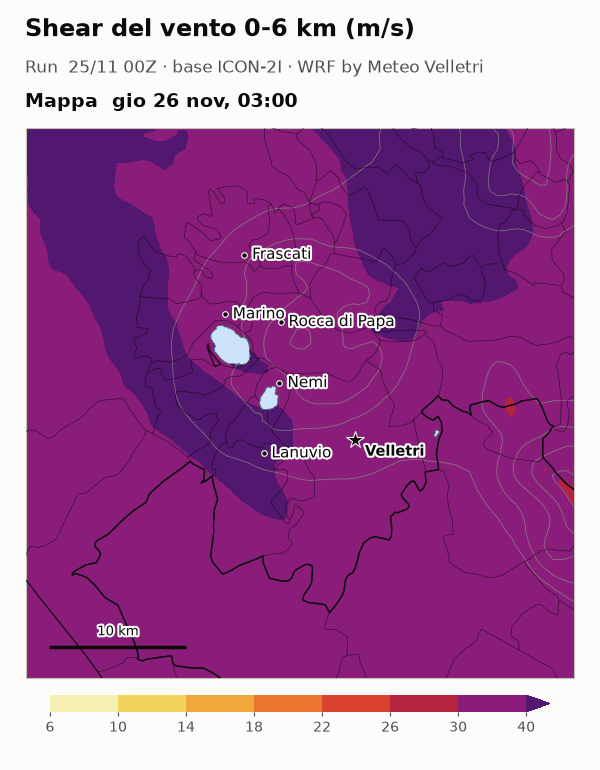 Shear del vento 0-6 km (m/s)
Run  25/11 00Z · base ICON-2I · WRF by Meteo Velletri
Mappa  gio 26 nov, 03:00
Frascati
Marino
Rocca di Papa
Nemi
Velletri
Lanuvio
10 km
6 10 14 18 22 26 30 40